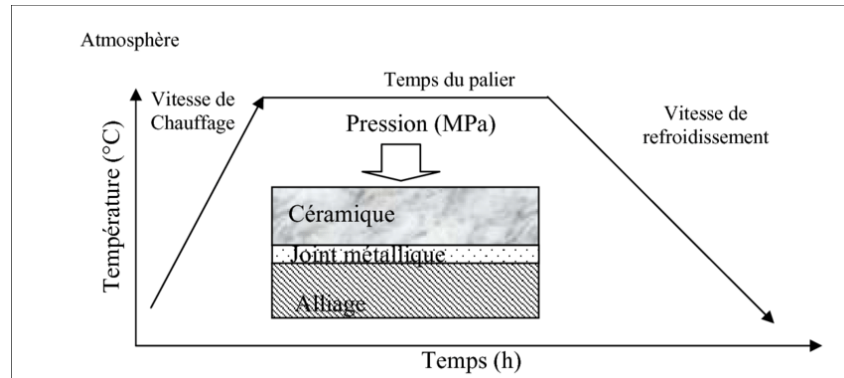 Atmosphère
Temps du palier
Vitesse de
Chauffage
Vitesse de
refroidissement
Pression (MPa)
Température (°C)
Céramique
Joint métallique
Alliage
Temps (h)